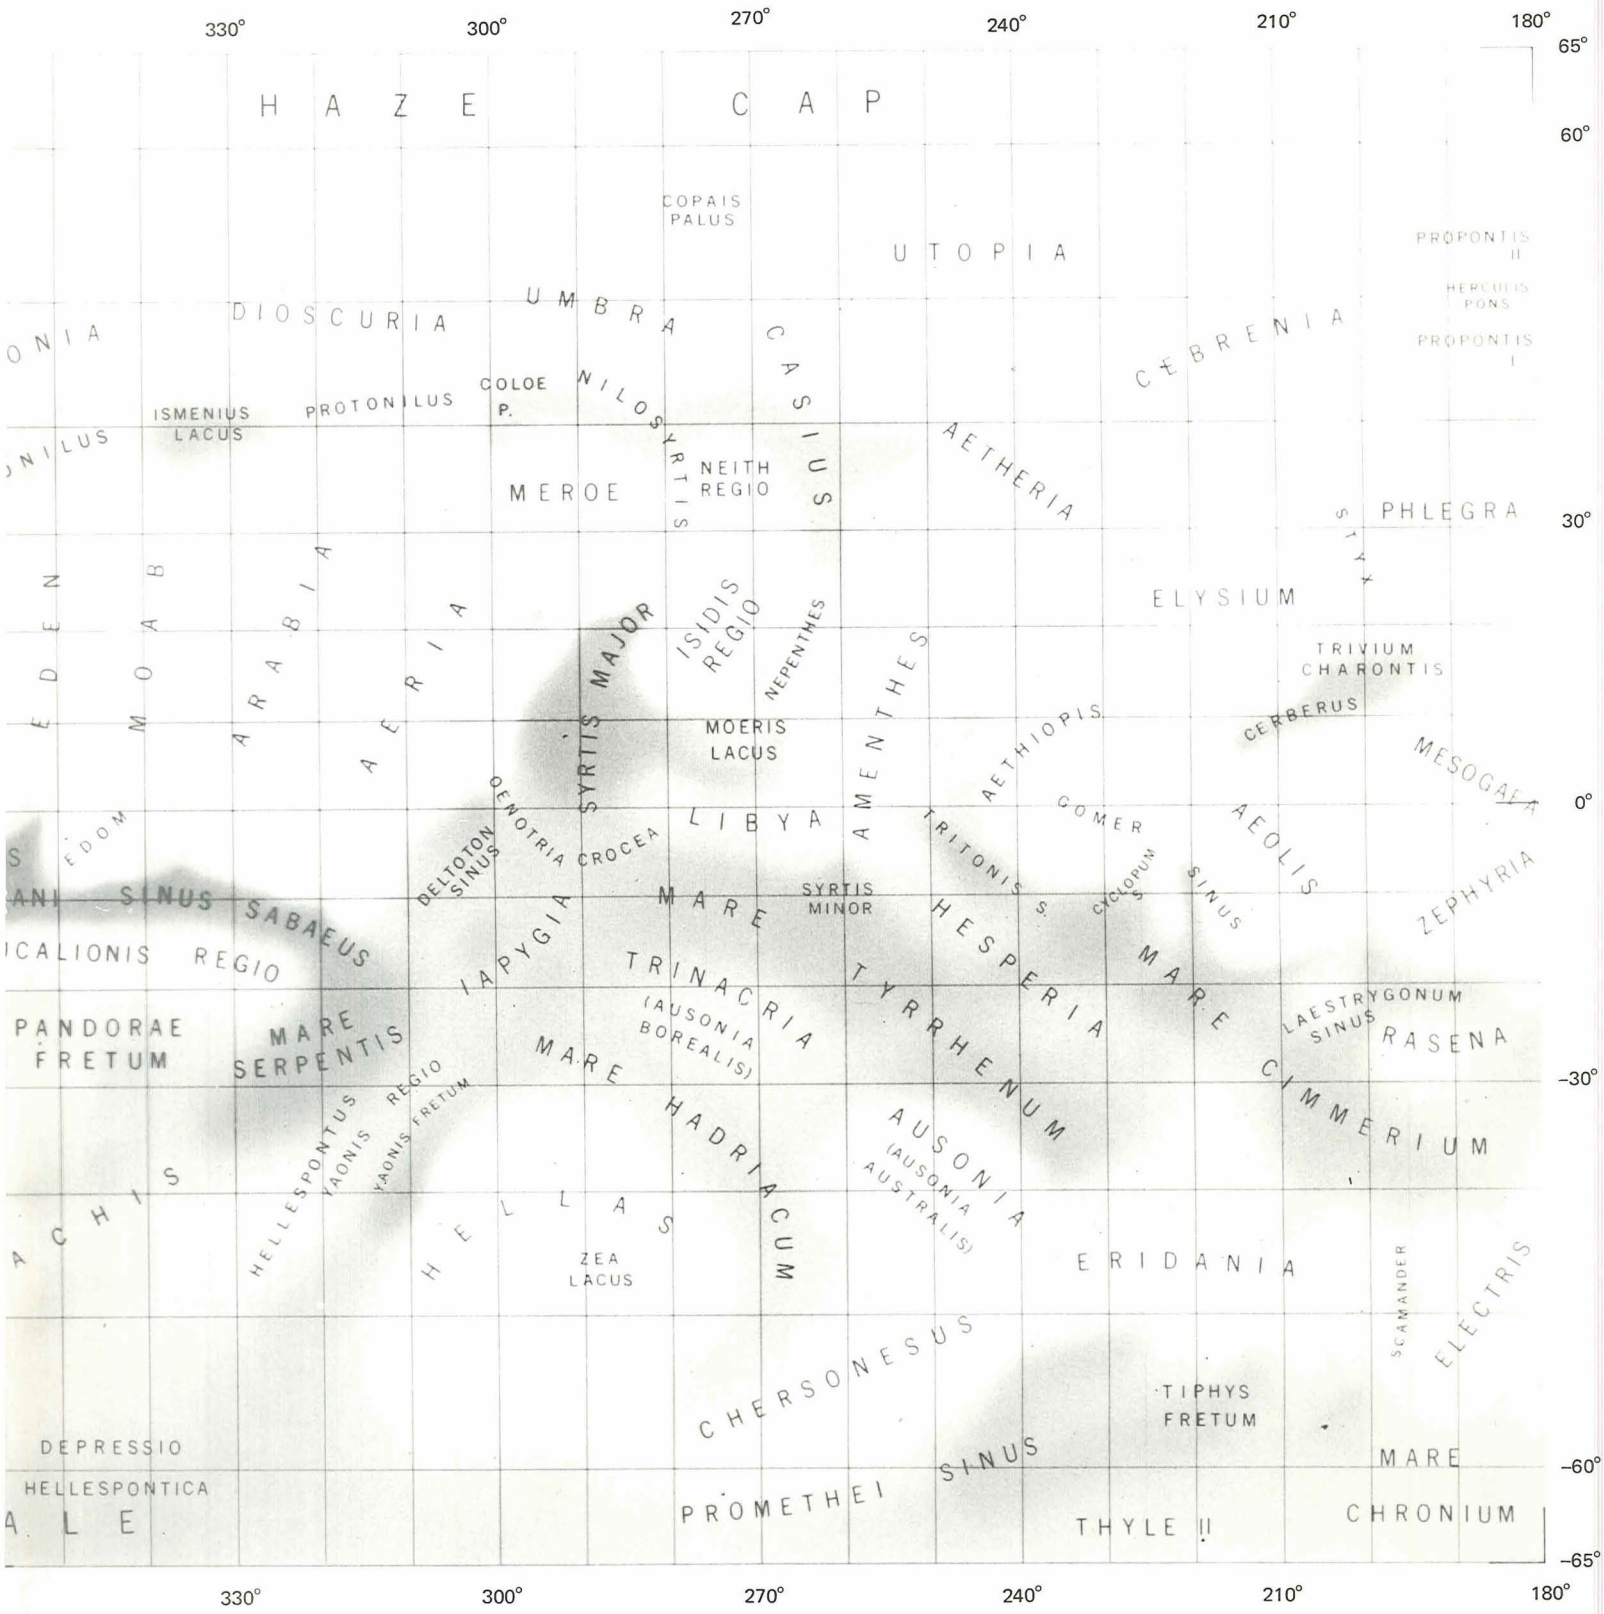 330° 300° 270° 240° 210° 180°
65°
HAZE CAP
60°
COPAIS
PALUS
UTOPIA
PROPONTIS
II
HERCULIS
PONS
UMBRA
DIOSCURIA
CASIUS
CEBRENIA
ONIA
PROPONTIS
I
COLOE
P.
NILOSYRTIS
PROTONILUS
ISMENIUS
LACUS
ONILUS
AETHERIA
NEITH
REGIO
MEROE
STYX
PHLEGRA
30°
EDEN
MOAB
ARABIA
AERIA
ISIDIS
REGIO
NEPENTHES
ELYSIUM
SYRTIS MAJOR
AMENTHES
TRIVIUM
CHARONTIS
CERBERUS
MOERIS
LACUS
AETHIOPIS
MESOGAEA
0°
OENOTRIA
CROCEA
LIBYA
GOMER
AEOLIS
EDOM
DELTOTON
SINUS
TRITONIS S.
CYCLOPUM
S
SINUS
ZEPHYRIA
S
ANI
SINUS SABAEUS
SYRTIS
MINOR
MARE TYRRHENUM
HESPERIA
IAPYGIA
ICALIONIS REGIO
TRINACRIA
(AUSONIA
BOREALIS)
MARE CIMMERIUM
LAESTRYGONUM
SINUS
RASENA
PANDORAE
FRETUM
MARE
SERPENTIS
MARE HADRIACUM
-30°
HELLESPONTUS
YAONIS REGIO
YAONIS FRETUM
AUSONIA
(AUSONIA
AUSTRALIS)
ACHIS
HELLAS
ZEA
LACUS
ERIDANIA
SCAMANDER
ELECTRIS
CHERSONESUS
TIPHYS
FRETUM
DEPRESSIO
HELLESPONTICA
PROMETHEI SINUS
MARE
CHRONIUM
-60°
ALE
THYLE II
-65°
330° 300° 270° 240° 210° 180°